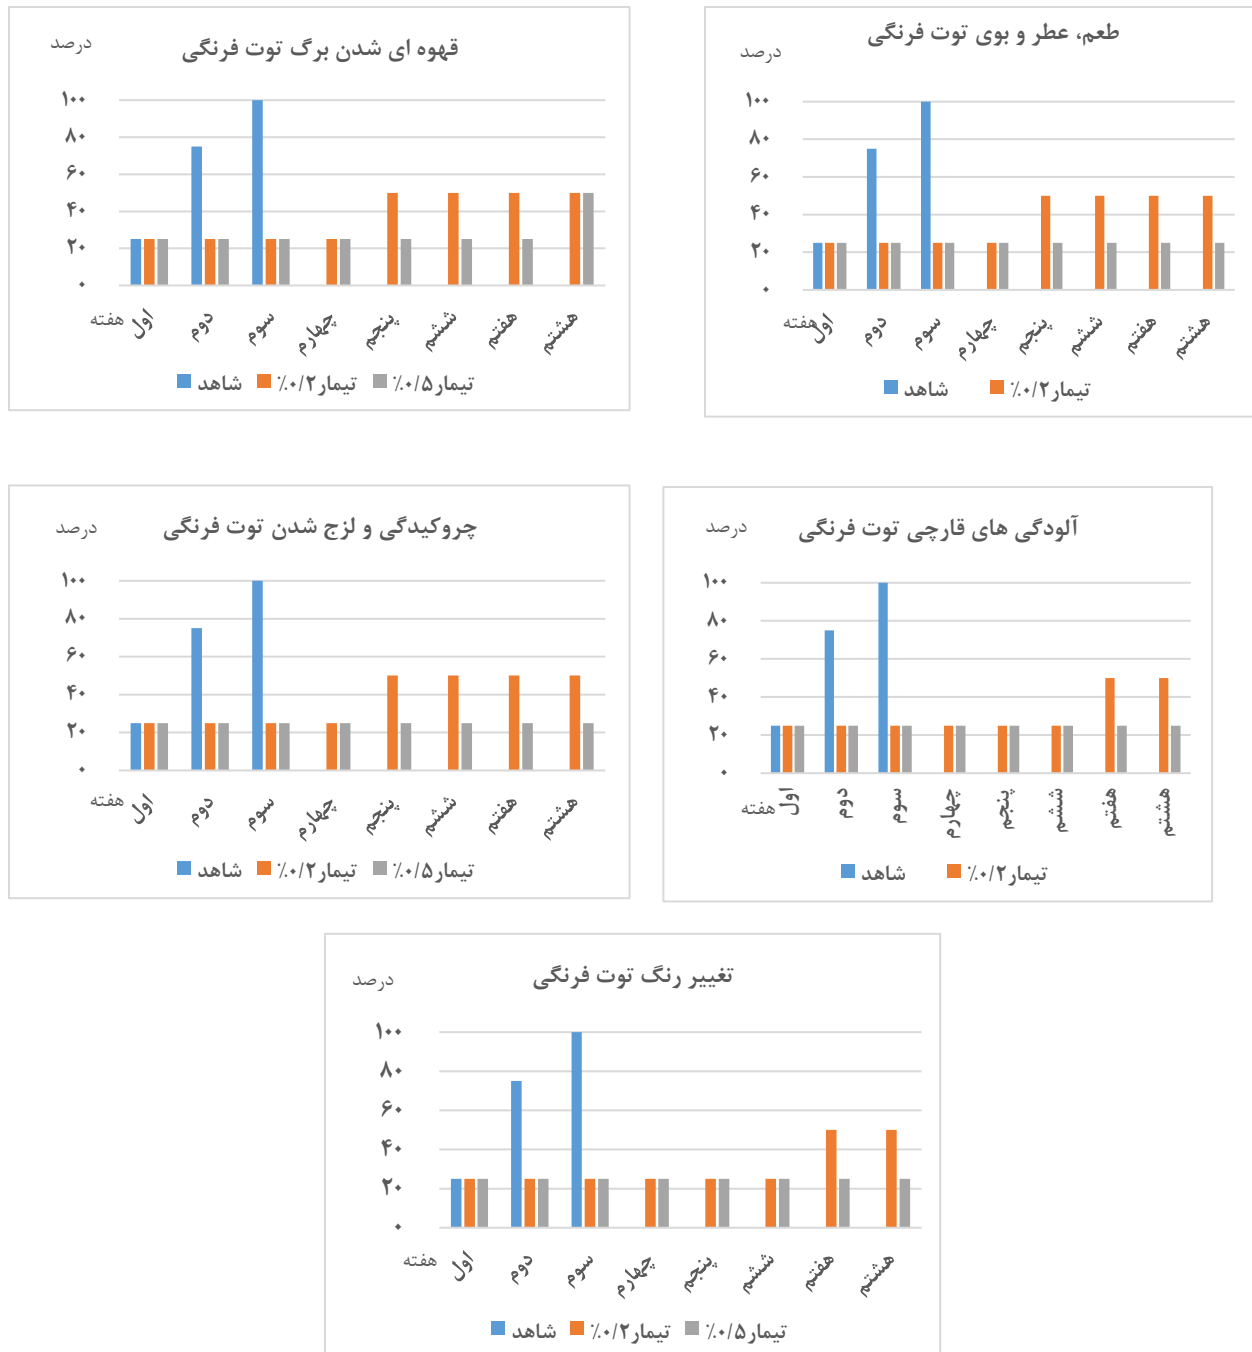 قهوه ای شدن برگ توت فرنگی
درصد
۱۰۰
۸۰
۶۰
۴۰
۲۰
۰
هفته
اول
دوم
سوم
چهارم
پنجم
ششم
هفتم
هشتم
شاهد
تیمار۰/۲٪
تیمار۰/۵٪
طعم، عطر و بوی توت فرنگی
درصد
۱۰۰
۸۰
۶۰
۴۰
۲۰
۰
هفته
اول
دوم
سوم
چهارم
پنجم
ششم
هفتم
هشتم
شاهد
تیمار۰/۲٪
چروکیدگی و لزج شدن توت فرنگی
درصد
۱۰۰
۸۰
۶۰
۴۰
۲۰
۰
هفته
اول
دوم
سوم
چهارم
پنجم
ششم
هفتم
هشتم
شاهد
تیمار۰/۲٪
تیمار۰/۵٪
آلودگی های قارچی توت فرنگی
درصد
۱۰۰
۸۰
۶۰
۴۰
۲۰
۰
هفته
اول
دوم
سوم
چهارم
پنجم
ششم
هفتم
هشتم
شاهد
تیمار۰/۲٪
تغییر رنگ توت فرنگی
درصد
۱۰۰
۸۰
۶۰
۴۰
۲۰
۰
هفته
اول
دوم
سوم
چهارم
پنجم
ششم
هفتم
هشتم
شاهد
تیمار۰/۲٪
تیمار۰/۵٪